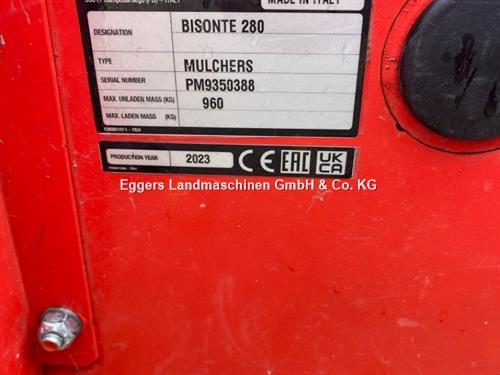 MADE IN ITALY
DESIGNATION BISONTE 280
TYPE MULCHERS
SERIAL NUMBER PM9350388
MAX. UNLADEN MASS (KG) 960
MAX. LADEN MASS (KG)
PRODUCTION YEAR 2023 CE EAC UK CA
Eggers Landmaschinen GmbH & Co. KG